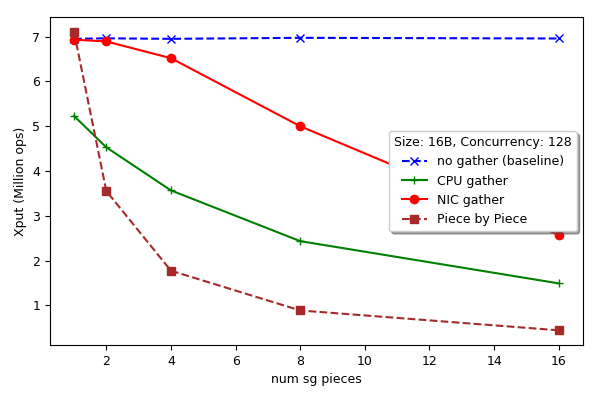 7
6
5
4
3
2
1
Xput (Million ops)
Size: 16B, Concurrency: 128
no gather (baseline)
CPU gather
NIC gather
Piece by Piece
2 4 6 8 10 12 14 16
num sg pieces